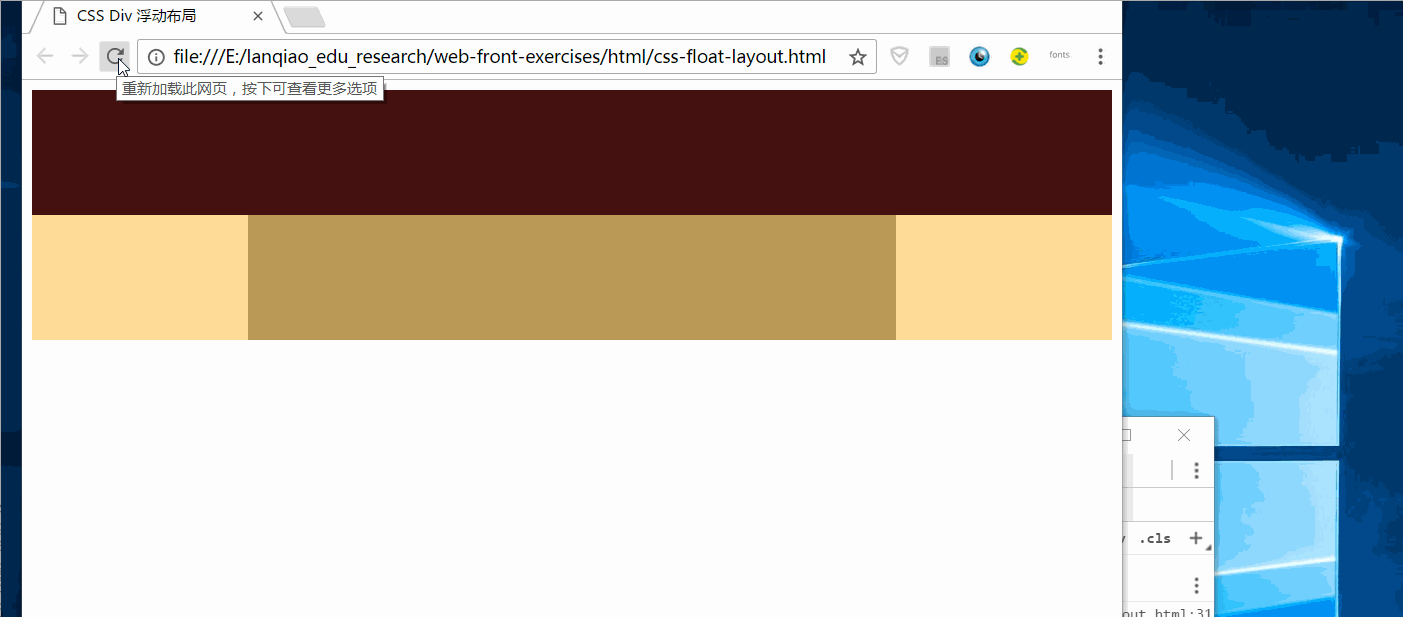 CSS Div 浮动布局
file:///E:/lanqiao_edu_research/web-front-exercises/html/css-float-layout.html
PS
fonts
重新加载此网页，按下可查看更多选项
.cls
out.html:31